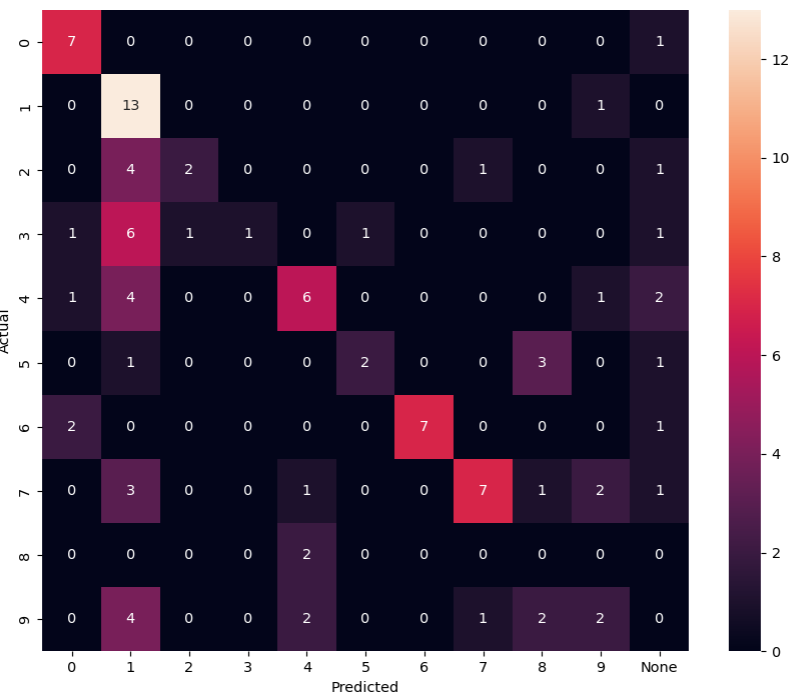 0 7 0 0 0 0 0 0 0 0 0 1
1 0 13 0 0 0 0 0 0 0 1 0
2 0 4 2 0 0 0 0 1 0 0 1
3 1 6 1 1 0 1 0 0 0 0 1
4 1 4 0 0 6 0 0 0 0 1 2
5 0 1 0 0 0 2 0 0 3 0 1
6 2 0 0 0 0 0 7 0 0 0 1
7 0 3 0 0 1 0 0 7 1 2 1
8 0 0 0 0 2 0 0 0 0 0 0
9 0 4 0 0 2 0 0 1 2 2 0
0 1 2 3 4 5 6 7 8 9 None
Predicted
Actual
12
10
8
6
4
2
0